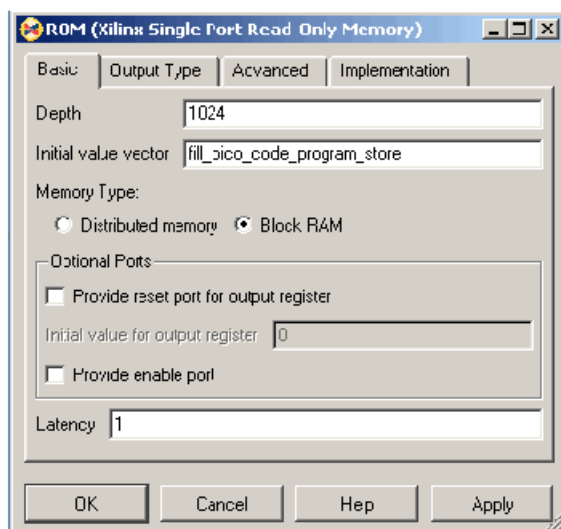 ROM (Xilinx Single Port Read-Only Memory)
Basic Output Type Advanced Implementation
Depth 1024
Initial value vector fill_pico_code_program_store
Memory Type:
Distributed memory Block RAM
Optional Ports
Provide reset port for output register
Initial value for output register 0
Provide enable port
Latency 1
OK Cancel Help Apply